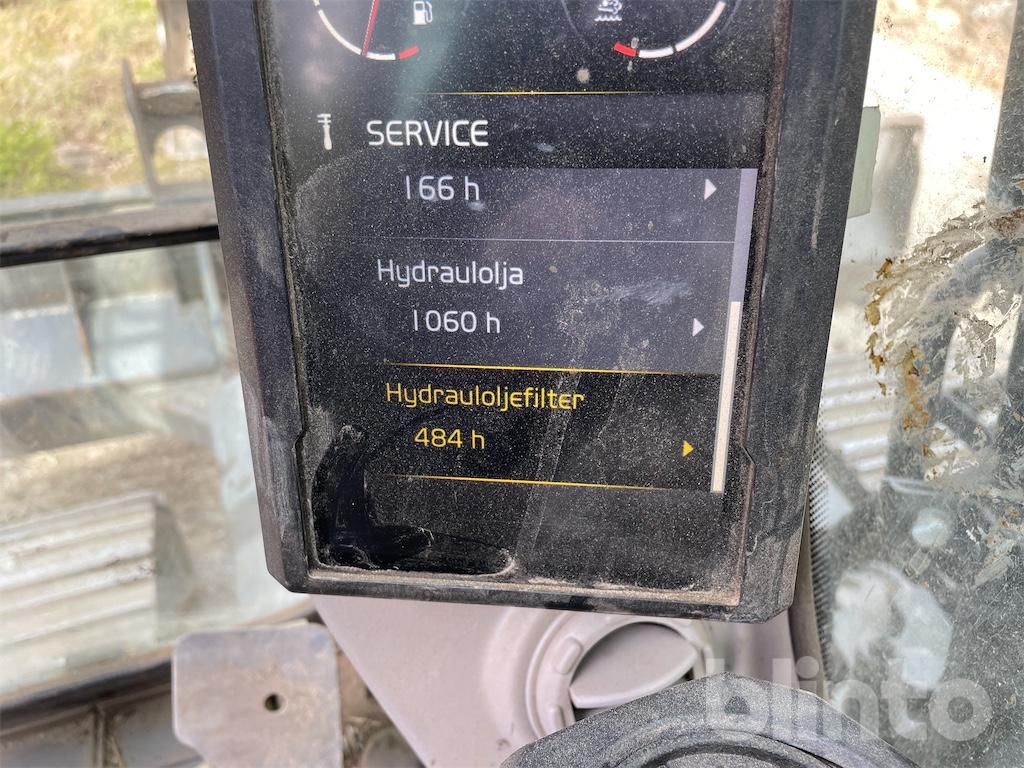 SERVICE
166 h
Hydraulolja
1060 h
Hydrauloljefilter
484 h
blinto